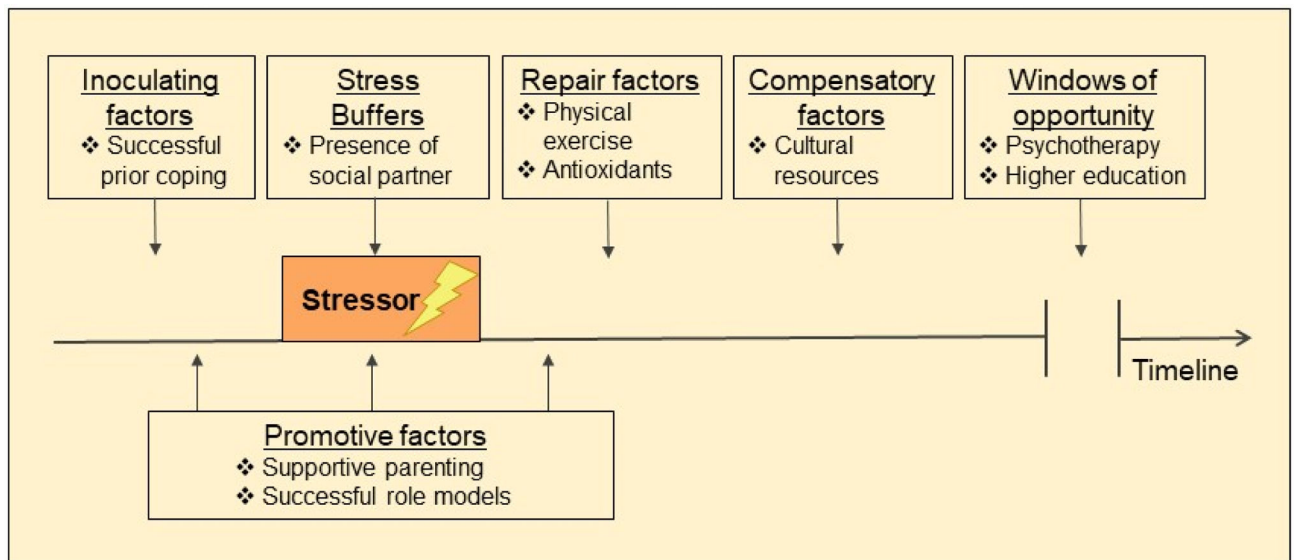 Inoculating
factors
❖ Successful
prior coping
Stress
Buffers
❖ Presence of
social partner
Repair factors
❖ Physical
exercise
❖ Antioxidants
Compensatory
factors
❖ Cultural
resources
Windows of
opportunity
❖ Psychotherapy
❖ Higher education
Stressor
Timeline
Promotive factors
❖ Supportive parenting
❖ Successful role models